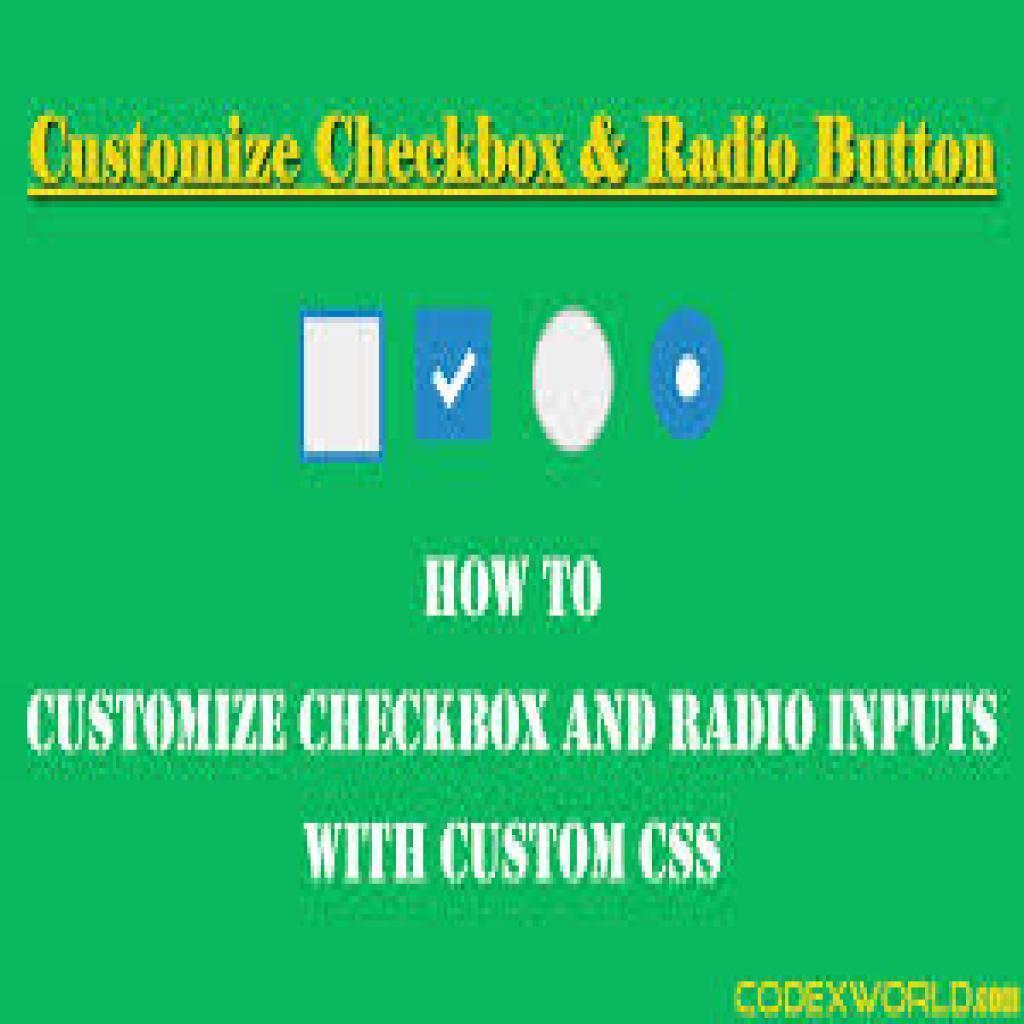 Customize Checkbox & Radio Button
HOW TO
CUSTOMIZE CHECKBOX AND RADIO INPUTS
WITH CUSTOM CSS
CODEXWORLD.com